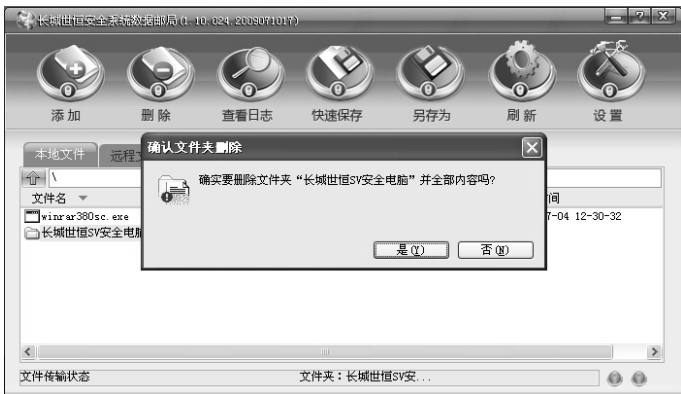 长城世恒安全系统数据邮局(1.10.024.2009071017)
添加 删除 查看日志 快速保存 另存为 刷新 设置
本地文件 远程文
确认文件夹删除
确实要删除文件夹“长城世恒SV安全电脑”并全部内容吗?
是(Y) 否(N)
\
文件名 间
winrar380sc.exe 7-04 12-30-32
长城世恒SV安全电脑
文件传输状态 文件夹：长城世恒SV安...